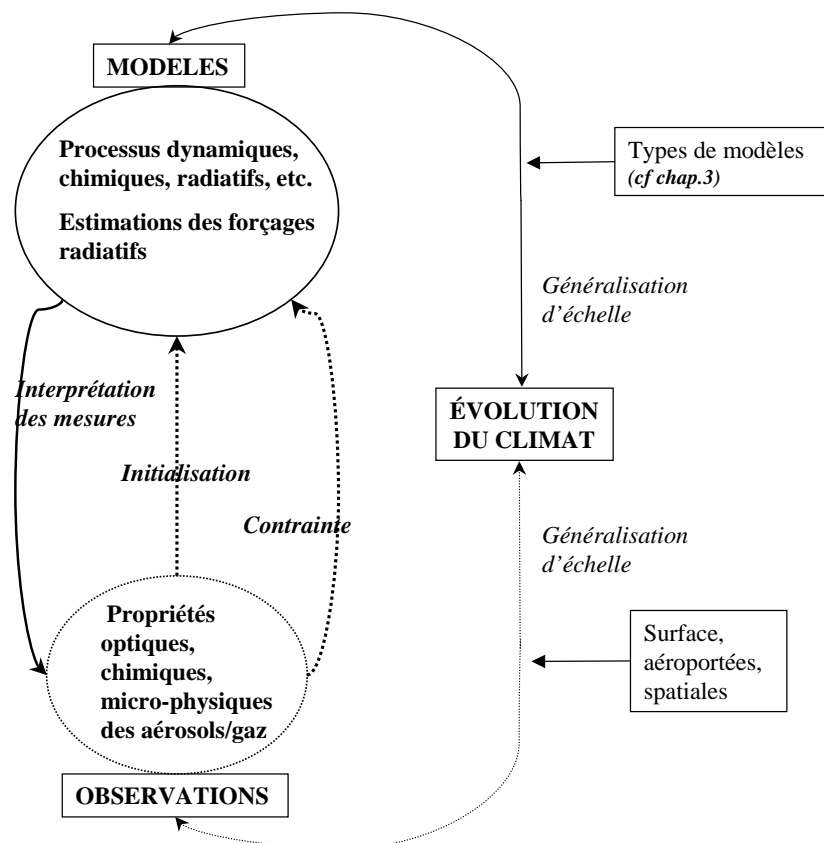 MODELES
Processus dynamiques,
chimiques, radiatifs, etc.
Estimations des forçages
radiatifs
Types de modèles
(cf chap.3)
Généralisation
d’échelle
Interprétation
des mesures
ÉVOLUTION
DU CLIMAT
Initialisation
Contrainte
Généralisation
d’échelle
Propriétés
optiques,
chimiques,
micro-physiques
des aérosols/gaz
Surface,
aéroportées,
spatiales
OBSERVATIONS